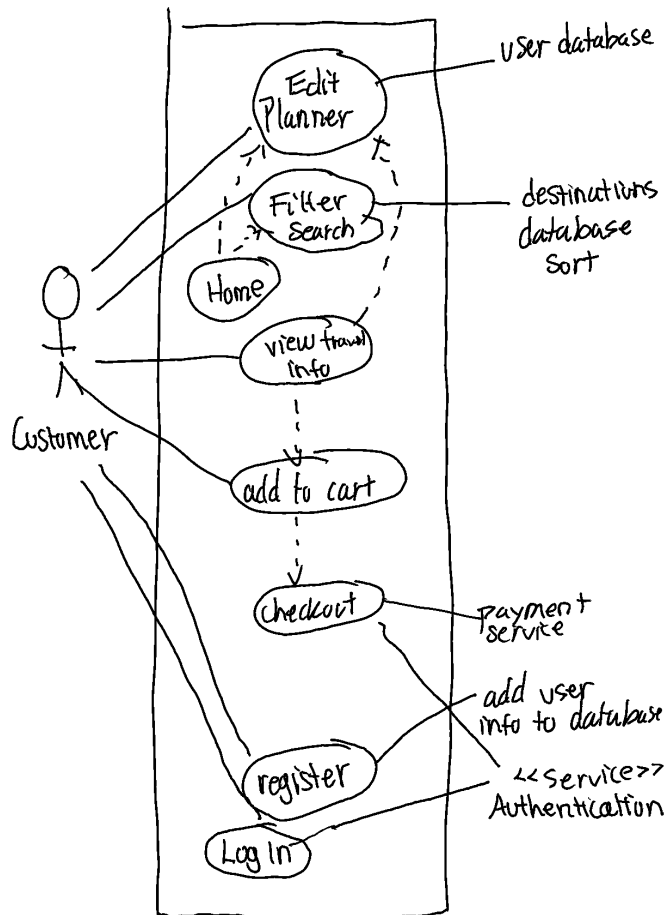 Edit
Planner
user database
Filter
search
destinations
database
sort
Home
view travel
info
Customer
add to cart
checkout
payment
service
add user
info to database
register
<<service>>
Authentication
Log In